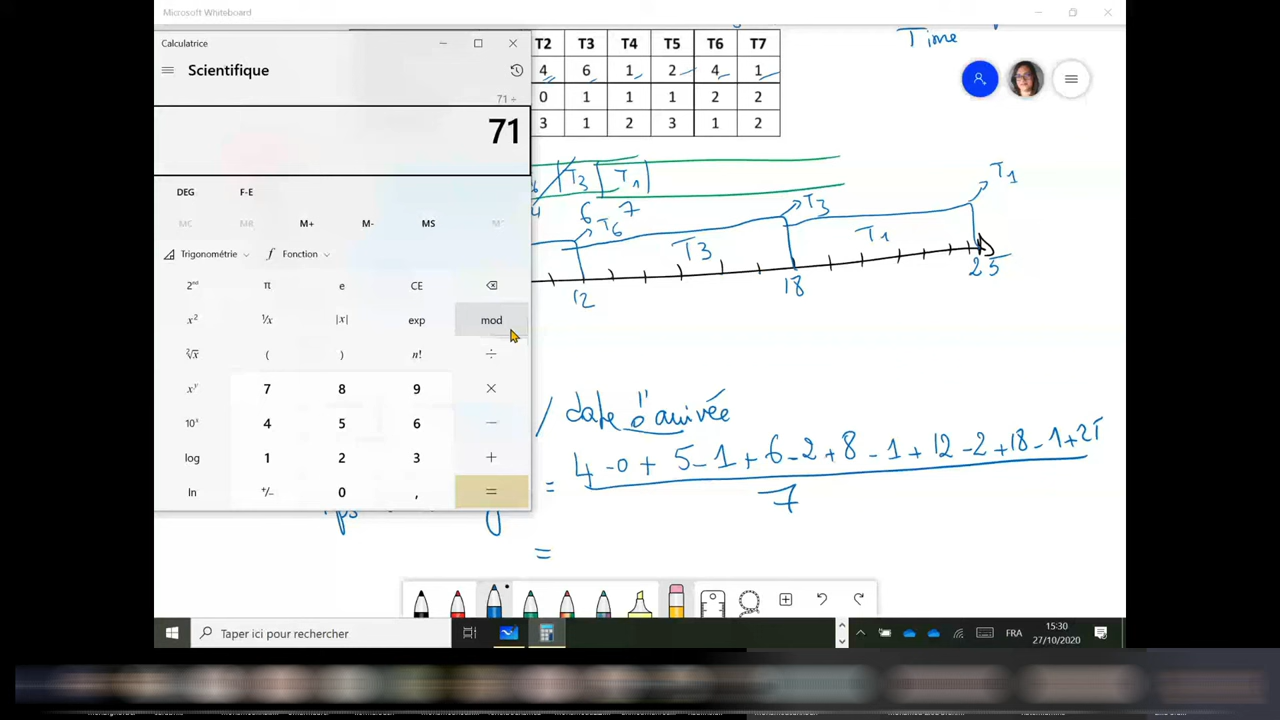 Microsoft Whiteboard
Time
Calculatrice
Scientifique
71 ÷
71
DEG F-E
MC MR M+ M- MS
Trigonométrie Fonction
2nd π e CE
x² ¹/x |x| exp mod
( ) n! ÷
xʸ 7 8 9 ×
10ˣ 4 5 6 −
log 1 2 3 +
ln +/− 0 , =
T2 T3 T4 T5 T6 T7
4 6 1 2 4 1
0 1 1 1 2 2
3 1 2 3 1 2
T3 T1
6 7
T6 T3 T1
T3 T1
12 18 25
/ date d'arrivée
= 4-0+5-1+6-2+8-1+12-2+18-1+25
7
=
Taper ici pour rechercher
FRA
15:30
27/10/2020